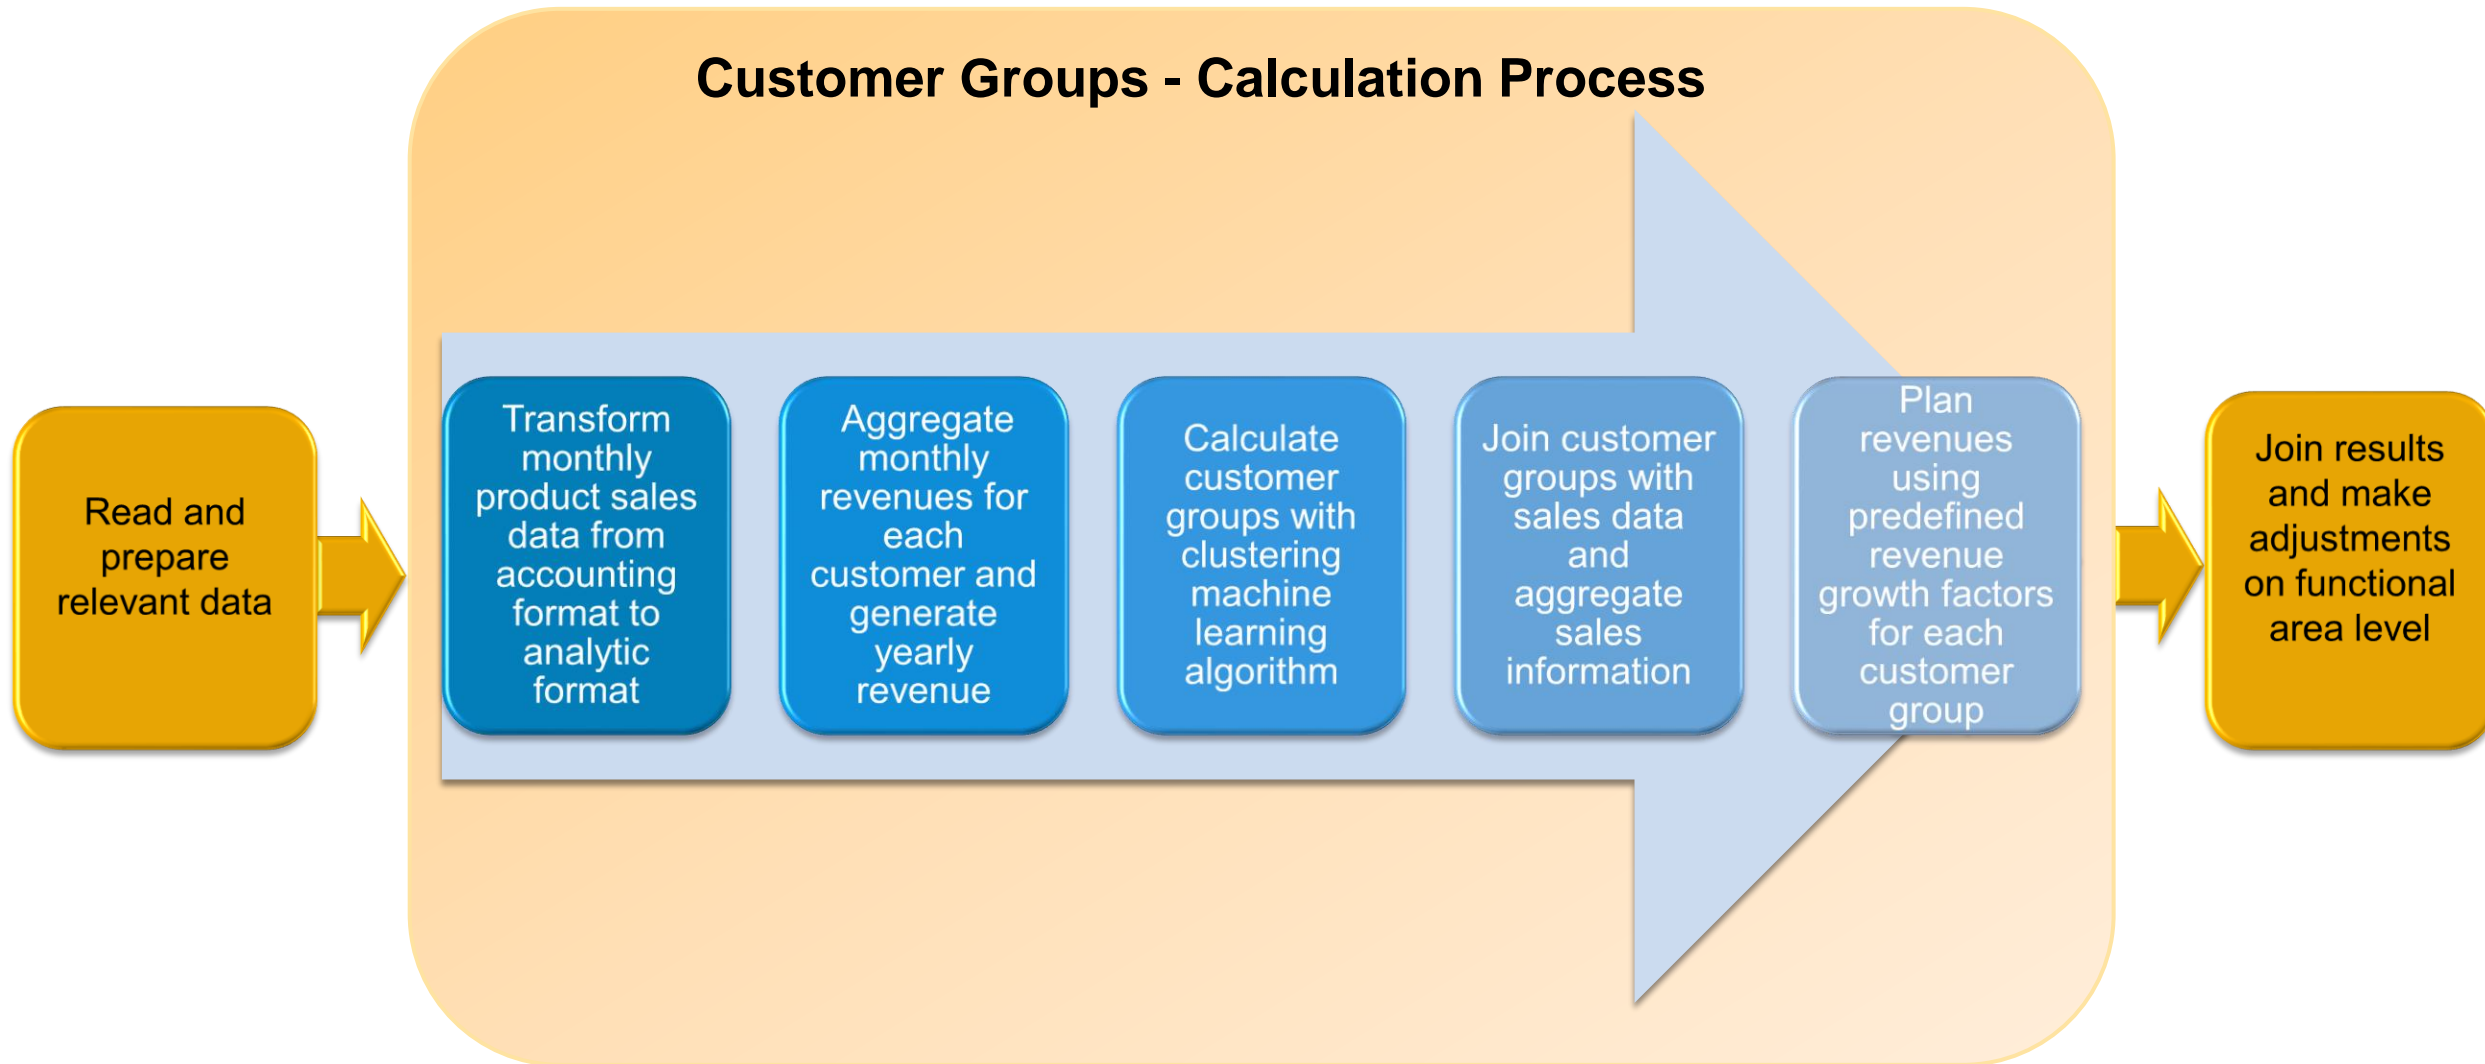 Customer Groups - Calculation Process
Read and
prepare
relevant data
Transform
monthly
product sales
data from
accounting
format to
analytic
format
Aggregate
monthly
revenues for
each
customer and
generate
yearly
revenue
Calculate
customer
groups with
clustering
machine
learning
algorithm
Join customer
groups with
sales data
and
aggregate
sales
information
Plan
revenues
using
predefined
revenue
growth factors
for each
customer
group
Join results
and make
adjustments
on functional
area level